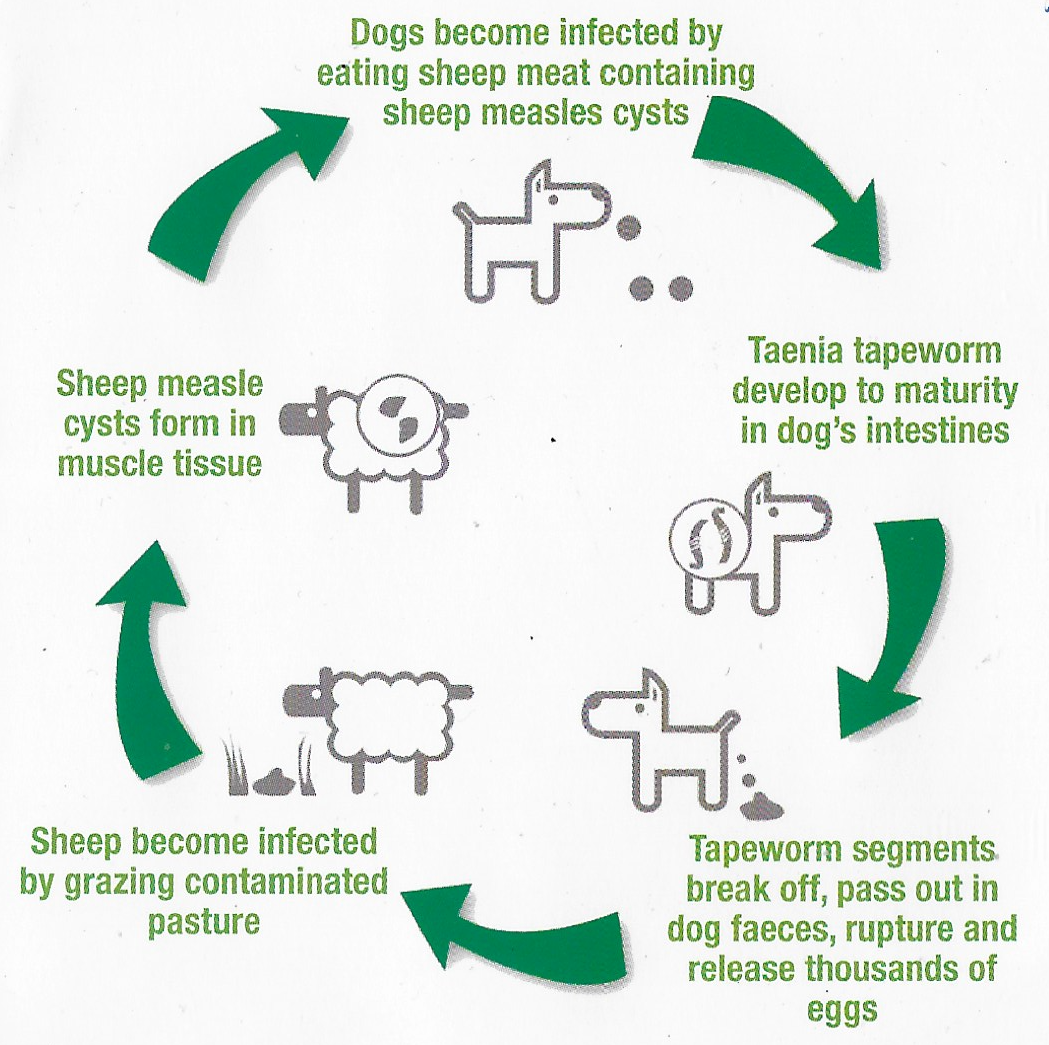 Dogs become infected by
eating sheep meat containing
sheep measles cysts
Taenia tapeworm
develop to maturity
in dog's intestines
Tapeworm segments
break off, pass out in
dog faeces, rupture and
release thousands of
eggs
Sheep become infected
by grazing contaminated
pasture
Sheep measle
cysts form in
muscle tissue